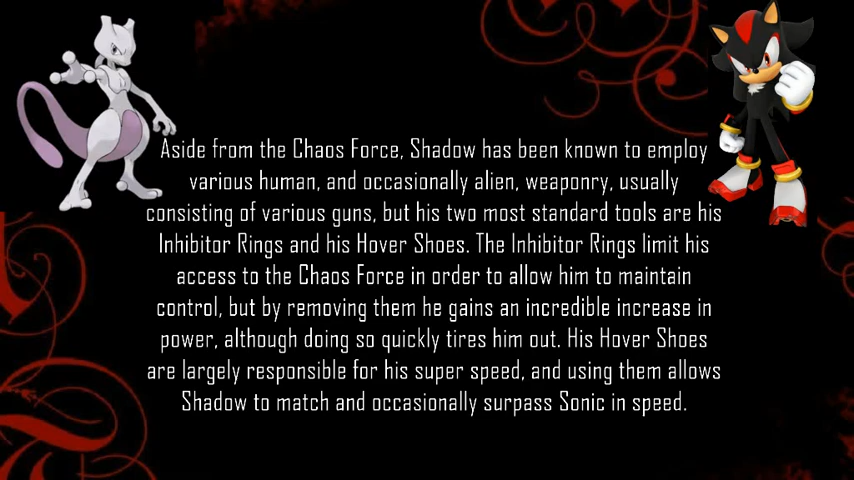 Aside from the Chaos Force, Shadow has been known to employ
various human, and occasionally alien, weaponry, usually
consisting of various guns, but his two most standard tools are his
Inhibitor Rings and his Hover Shoes. The Inhibitor Rings limit his
access to the Chaos Force in order to allow him to maintain
control, but by removing them he gains an incredible increase in
power, although doing so quickly tires him out. His Hover Shoes
are largely responsible for his super speed, and using them allows
Shadow to match and occasionally surpass Sonic in speed.